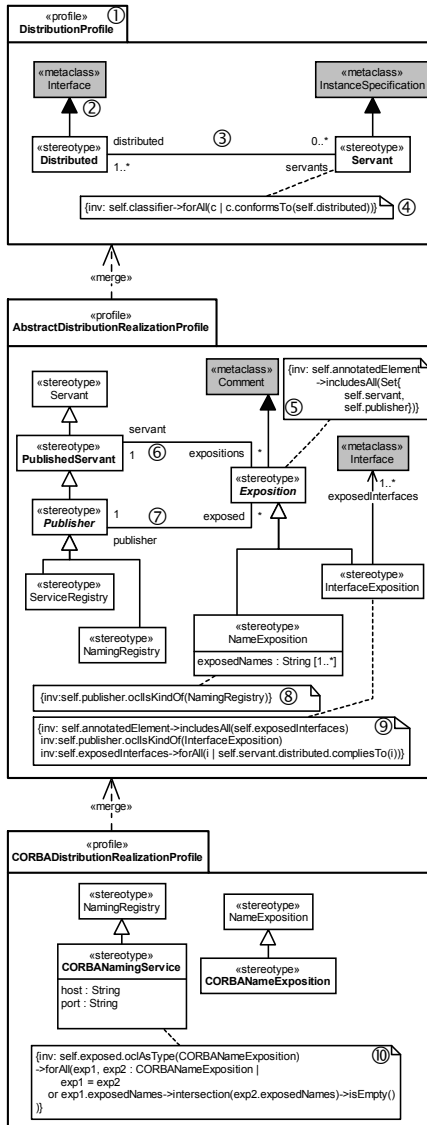 «profile» ①
DistributionProfile
«metaclass»
Interface
«metaclass»
InstanceSpecification
②
«stereotype»
Distributed
distributed
③
0..*
1..*
servants
«stereotype»
Servant
{inv: self.classifier->forAll(c | c.conformsTo(self.distributed))}
④
«merge»
«profile»
AbstractDistributionRealizationProfile
«stereotype»
Servant
«metaclass»
Comment
{inv: self.annotatedElement
->includesAll(Set{
self.servant,
self.publisher})}
⑤
«stereotype»
PublishedServant
servant
1
⑥
expositions
*
«metaclass»
Interface
1..*
exposedInterfaces
«stereotype»
Exposition
«stereotype»
Publisher
1
⑦
exposed
*
publisher
«stereotype»
ServiceRegistry
«stereotype»
InterfaceExposition
«stereotype»
NamingRegistry
«stereotype»
NameExposition
exposedNames : String [1..*]
{inv:self.publisher.oclIsKindOf(NamingRegistry)}
⑧
{inv: self.annotatedElement->includesAll(self.exposedInterfaces)
⑨
inv:self.publisher.oclIsKindOf(InterfaceExposition)
inv:self.exposedInterfaces->forAll(i | self.servant.distributed.compliesTo(i))}
«merge»
«profile»
CORBADistributionRealizationProfile
«stereotype»
NamingRegistry
«stereotype»
NameExposition
«stereotype»
CORBANamingService
host : String
port : String
«stereotype»
CORBANameExposition
{inv: self.exposed.oclAsType(CORBANameExposition)
⑩
->forAll(exp1, exp2 : CORBANameExposition |
exp1 = exp2
or exp1.exposedNames->intersection(exp2.exposedNames)->isEmpty()
)}